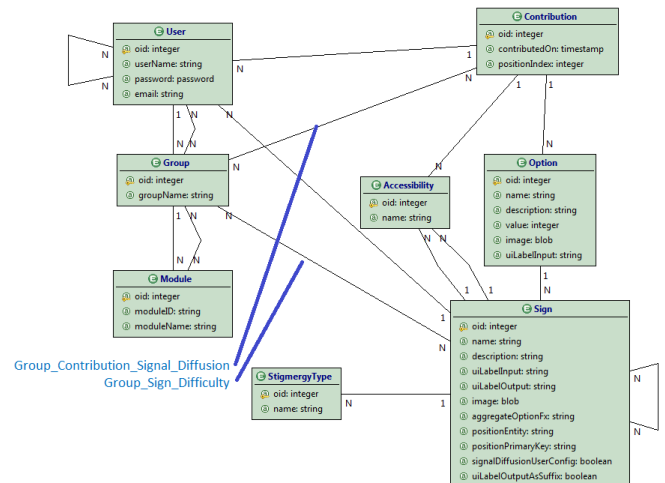 Contribution
oid: integer
contributedOn: timestamp
positionIndex: integer
User
oid: integer
userName: string
password: password
email: string
N
N
N
1
N
1
1
1
N
N
N
N
N
Group
oid: integer
groupName: string
N
N
Accessibility
oid: integer
name: string
Option
oid: integer
name: string
description: string
value: integer
image: blob
uiLabelInput: string
1
N
N
N
N
N
N
Module
oid: integer
moduleID: string
moduleName: string
1
1
1
N
1
N
Sign
oid: integer
name: string
description: string
uiLabelInput: string
uiLabelOutput: string
image: blob
aggregateOptionFx: string
positionEntity: string
positionPrimaryKey: string
signalDiffusionUserConfig: boolean
uiLabelOutputAsSuffix: boolean
N
N
N
Group_Contribution_Signal_Diffusion
Group_Sign_Difficulty
StigmergyType
oid: integer
name: string
N
1